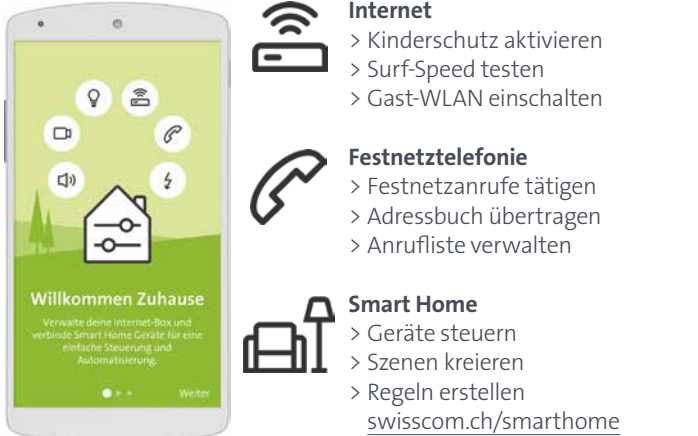 Willkommen Zuhause
Verwalte deine Internet-Box und
verbinde Smart Home Geräte für eine
einfache Steuerung und
Automatisierung.
Weiter
Internet
> Kinderschutz aktivieren
> Surf-Speed testen
> Gast-WLAN einschalten
Festnetztelefonie
> Festnetzanrufe tätigen
> Adressbuch übertragen
> Anrufliste verwalten
Smart Home
> Geräte steuern
> Szenen kreieren
> Regeln erstellen
swisscom.ch/smarthome